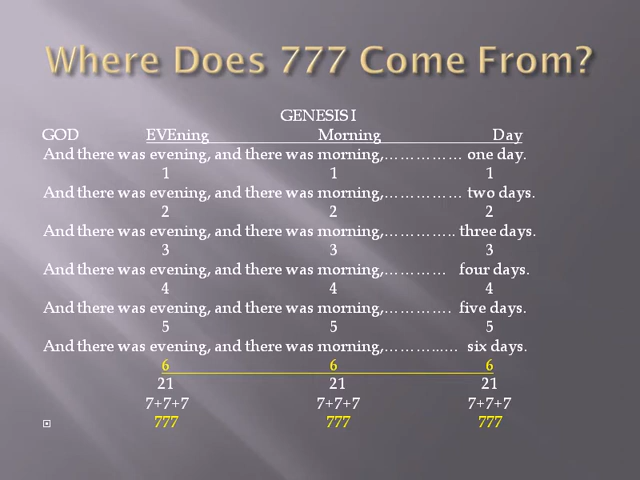 Where Does 777 Come From?
GENESIS I
GOD EVEning Morning Day
And there was evening, and there was morning,…………… one day.
1 1 1
And there was evening, and there was morning,…………… two days.
2 2 2
And there was evening, and there was morning,………….. three days.
3 3 3
And there was evening, and there was morning,………… four days.
4 4 4
And there was evening, and there was morning,…………. five days.
5 5 5
And there was evening, and there was morning,………...… six days.
6 6 6
21 21 21
7+7+7 7+7+7 7+7+7
777 777 777